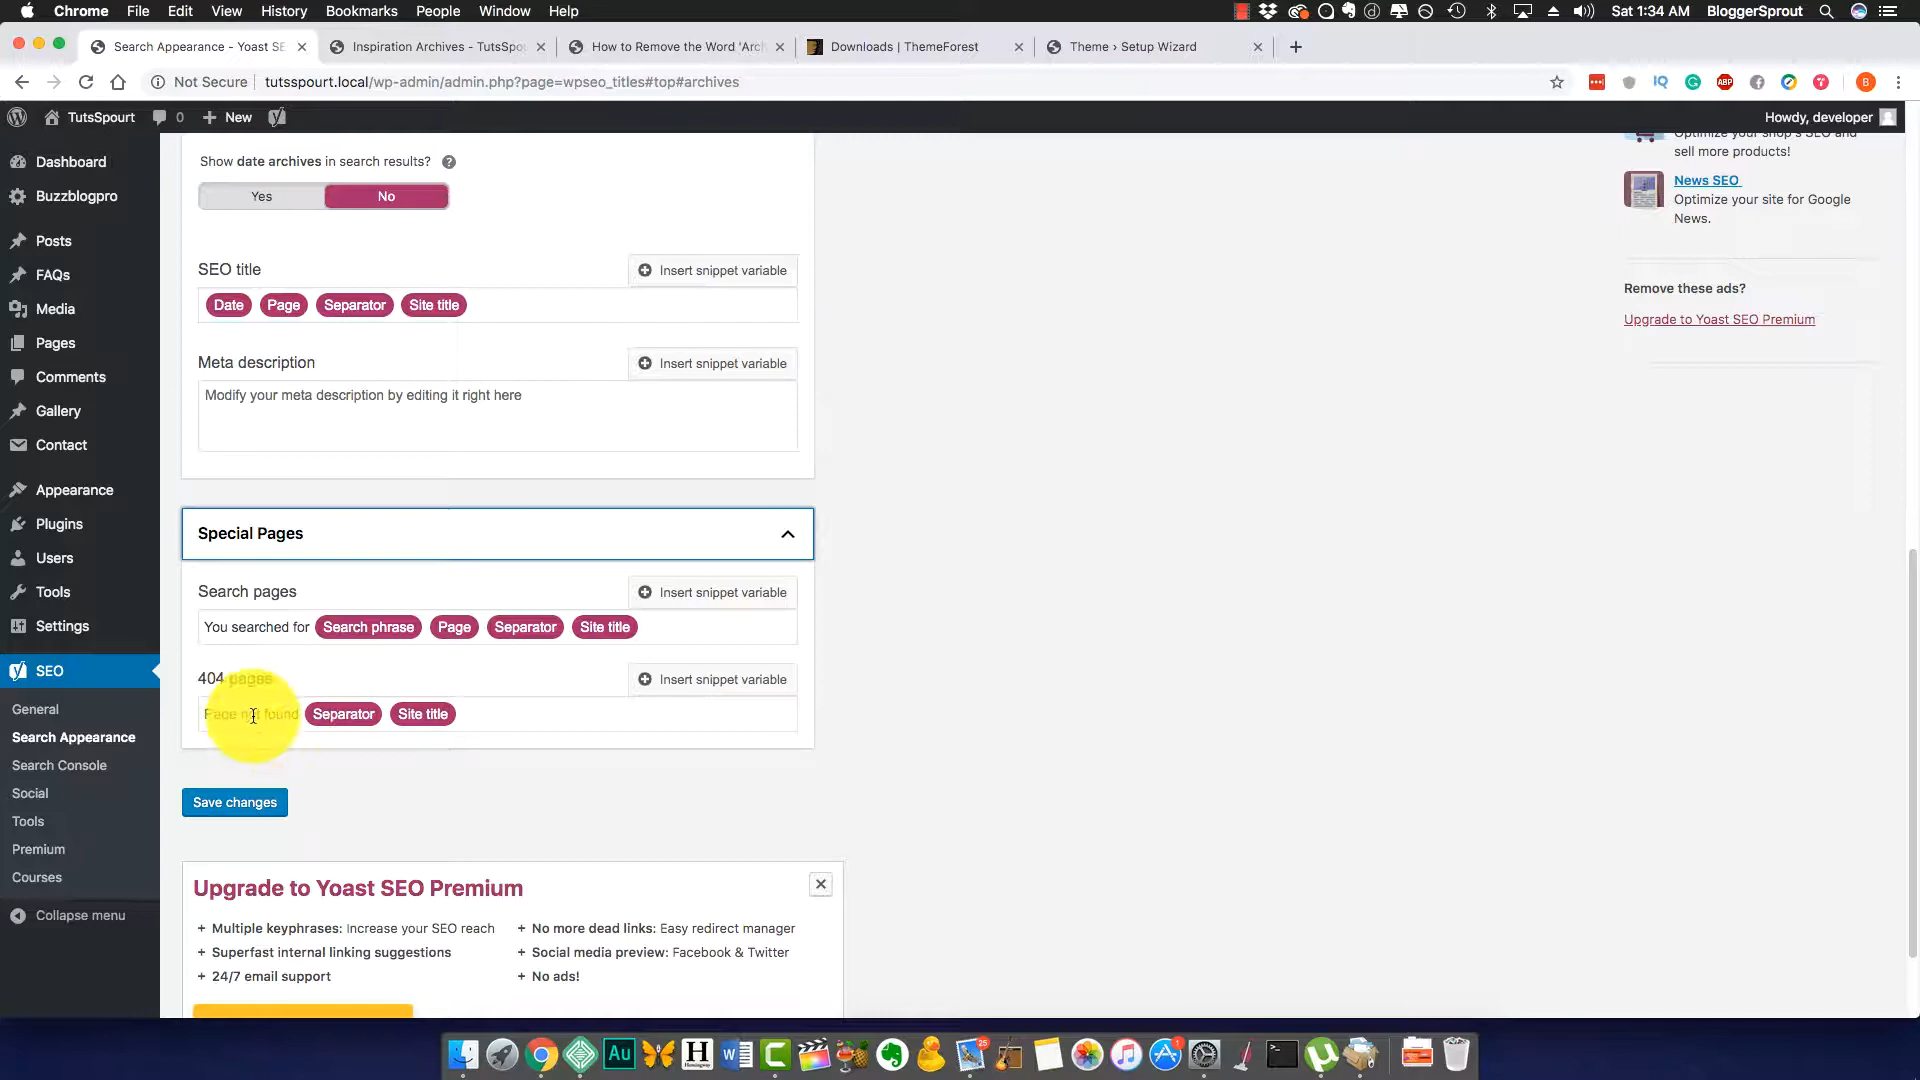 Chrome File Edit View History Bookmarks People Window Help
Sat 1:34 AM BloggerSprout
Search Appearance - Yoast SE
Inspiration Archives - TutsSpou
How to Remove the Word 'Arch
Downloads | ThemeForest
Theme › Setup Wizard
Not Secure tutsspourt.local/wp-admin/admin.php?page=wpseo_titles#top#archives
TutsSpourt 0 New
Howdy, developer
Dashboard
Buzzblogpro
Posts
FAQs
Media
Pages
Comments
Gallery
Contact
Appearance
Plugins
Users
Tools
Settings
SEO
General
Search Appearance
Search Console
Social
Tools
Premium
Courses
Collapse menu
Show date archives in search results? ?
Yes No
SEO title Insert snippet variable
Date Page Separator Site title
Meta description Insert snippet variable
Modify your meta description by editing it right here
Special Pages
Search pages Insert snippet variable
You searched for Search phrase Page Separator Site title
404 pages Insert snippet variable
Page not found Separator Site title
Save changes
Upgrade to Yoast SEO Premium
+ Multiple keyphrases: Increase your SEO reach
+ Superfast internal linking suggestions
+ 24/7 email support
+ No more dead links: Easy redirect manager
+ Social media preview: Facebook & Twitter
+ No ads!
Optimize your shop's SEO and
sell more products!
News SEO
Optimize your site for Google
News.
Remove these ads?
Upgrade to Yoast SEO Premium
ABP
B
Au
H
25
1